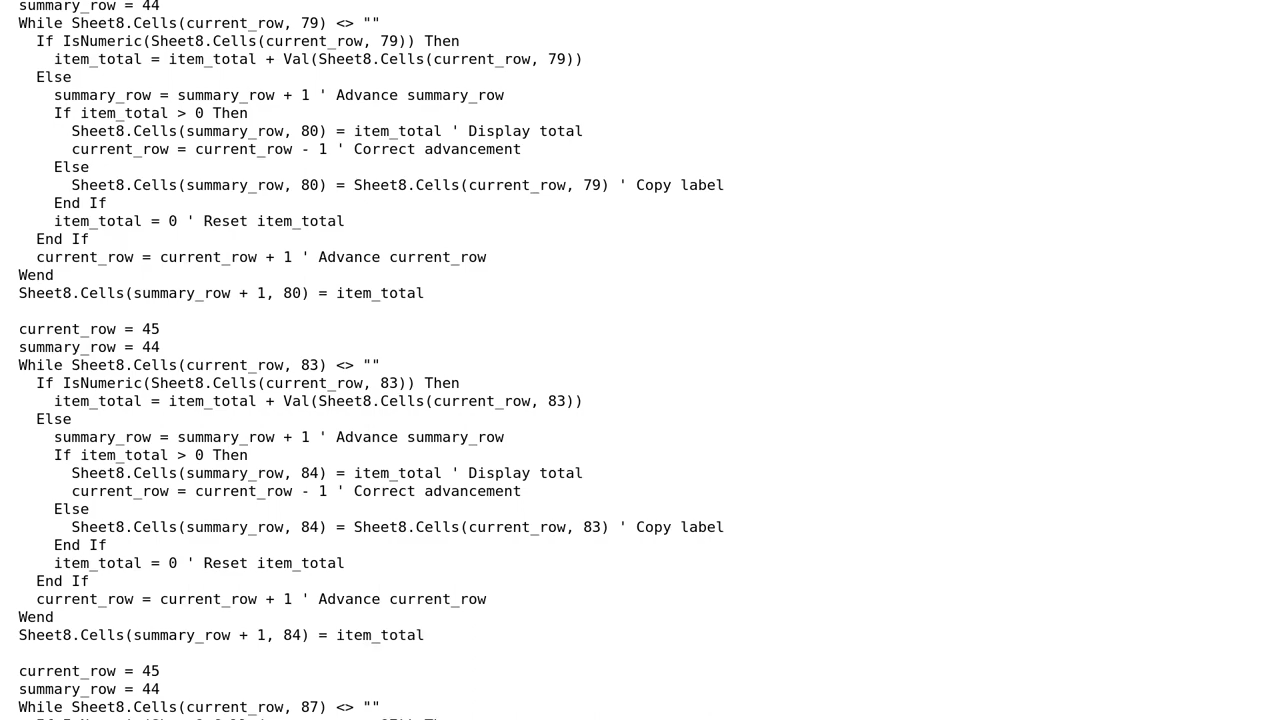 summary_row = 44
While Sheet8.Cells(current_row, 79) <> ""
  If IsNumeric(Sheet8.Cells(current_row, 79)) Then
    item_total = item_total + Val(Sheet8.Cells(current_row, 79))
  Else
    summary_row = summary_row + 1 ' Advance summary_row
    If item_total > 0 Then
      Sheet8.Cells(summary_row, 80) = item_total ' Display total
      current_row = current_row - 1 ' Correct advancement
    Else
      Sheet8.Cells(summary_row, 80) = Sheet8.Cells(current_row, 79) ' Copy label
    End If
    item_total = 0 ' Reset item_total
  End If
  current_row = current_row + 1 ' Advance current_row
Wend
Sheet8.Cells(summary_row + 1, 80) = item_total

current_row = 45
summary_row = 44
While Sheet8.Cells(current_row, 83) <> ""
  If IsNumeric(Sheet8.Cells(current_row, 83)) Then
    item_total = item_total + Val(Sheet8.Cells(current_row, 83))
  Else
    summary_row = summary_row + 1 ' Advance summary_row
    If item_total > 0 Then
      Sheet8.Cells(summary_row, 84) = item_total ' Display total
      current_row = current_row - 1 ' Correct advancement
    Else
      Sheet8.Cells(summary_row, 84) = Sheet8.Cells(current_row, 83) ' Copy label
    End If
    item_total = 0 ' Reset item_total
  End If
  current_row = current_row + 1 ' Advance current_row
Wend
Sheet8.Cells(summary_row + 1, 84) = item_total

current_row = 45
summary_row = 44
While Sheet8.Cells(current_row, 87) <> ""